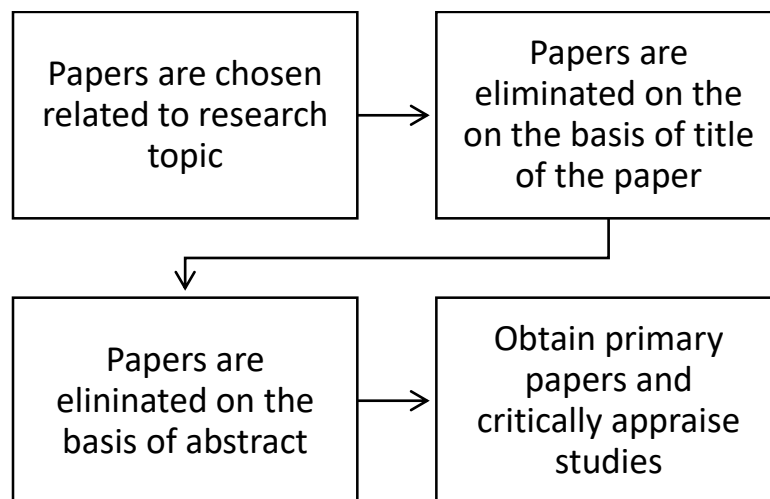 Papers are chosen
related to research
topic
Papers are
eliminated on the
on the basis of title
of the paper
Papers are
elininated on the
basis of abstract
Obtain primary
papers and
critically appraise
studies